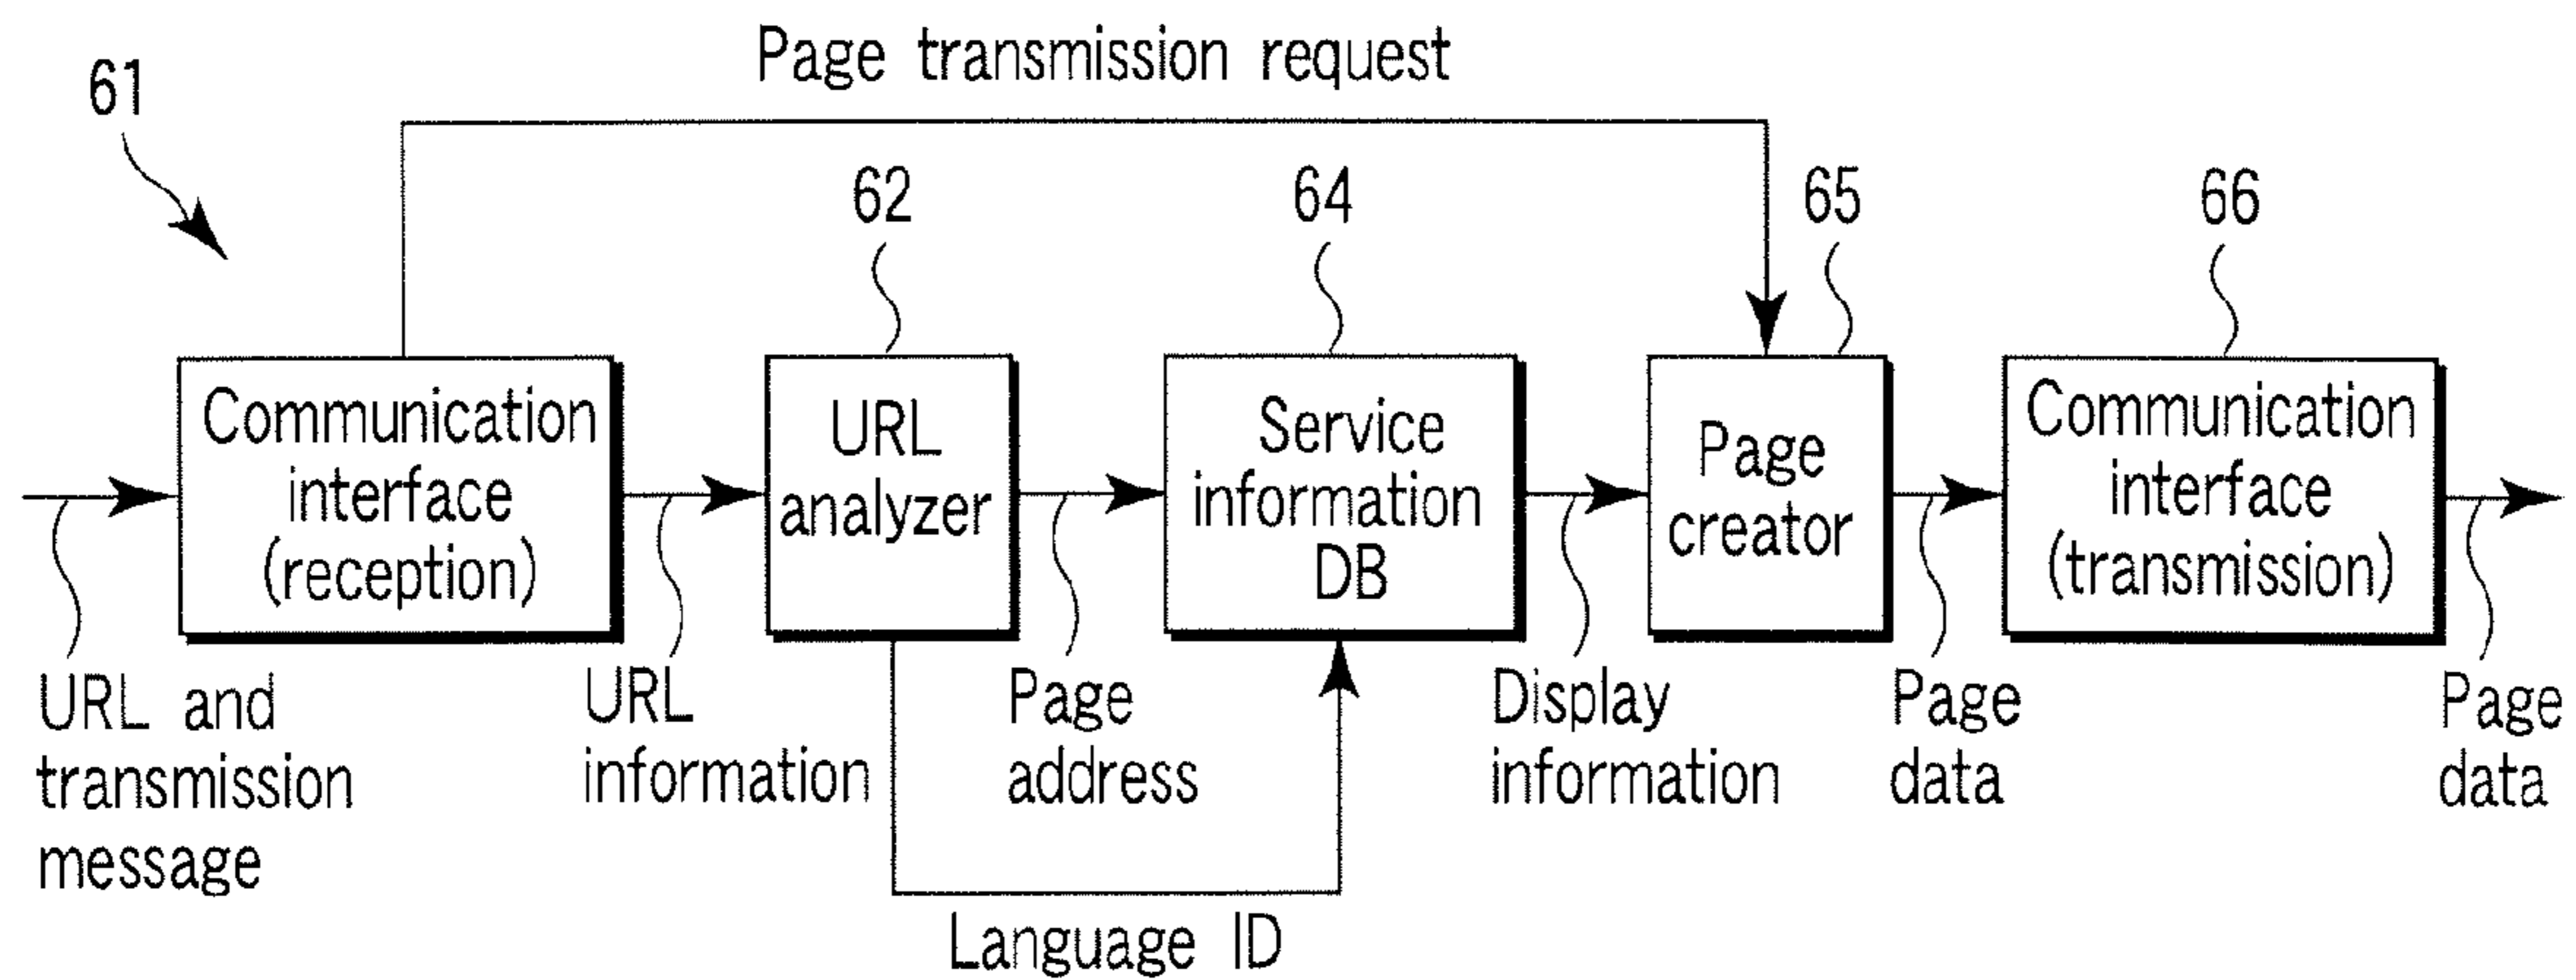 Page transmission request
61
62
64
65
66
Communication
interface
(reception)
URL
analyzer
Service
information
DB
Page
creator
Communication
interface
(transmission)
URL and
transmission
message
URL
information
Page
address
Display
information
Page
data
Page
data
Language ID